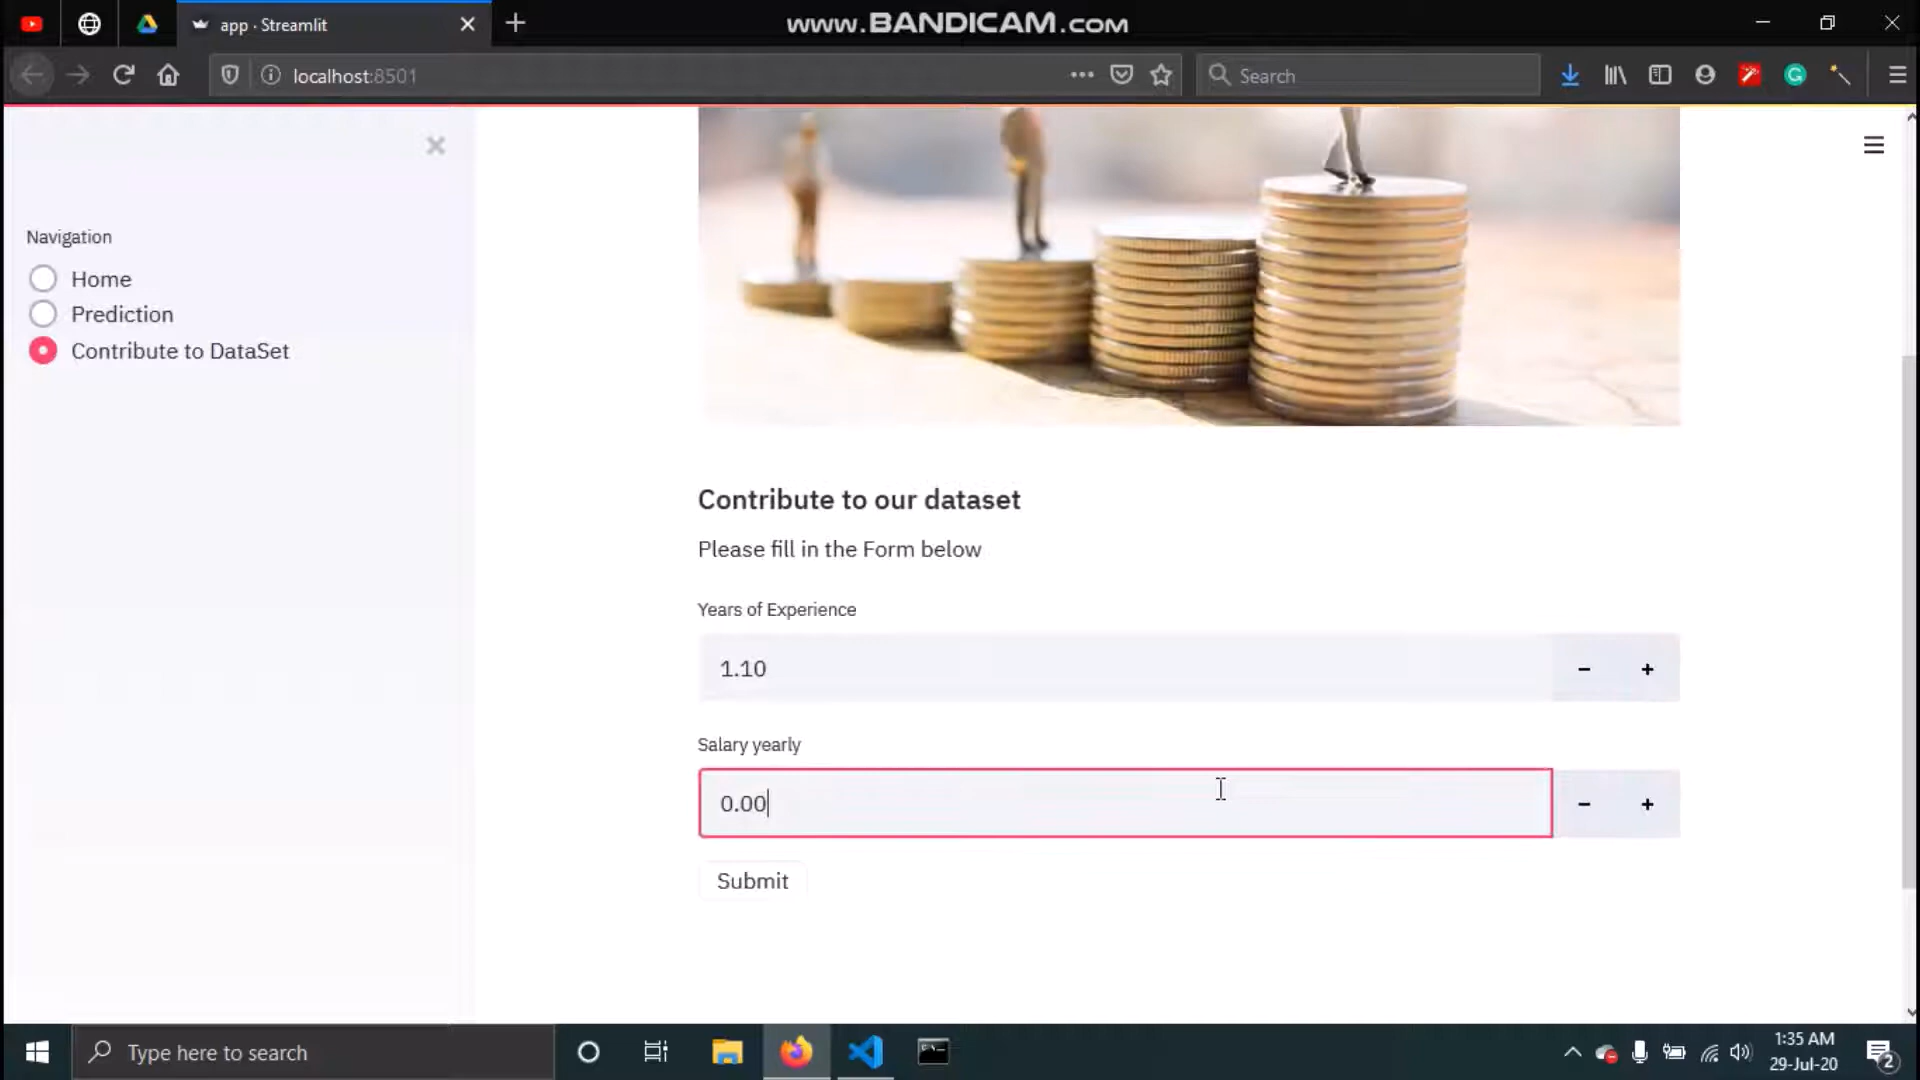 app · Streamlit
www.BANDICAM.com
localhost:8501
Search
Navigation
Home
Prediction
Contribute to DataSet
Contribute to our dataset
Please fill in the Form below
Years of Experience
1.10
Salary yearly
0.00
Submit
Type here to search
1:35 AM
29-Jul-20
2